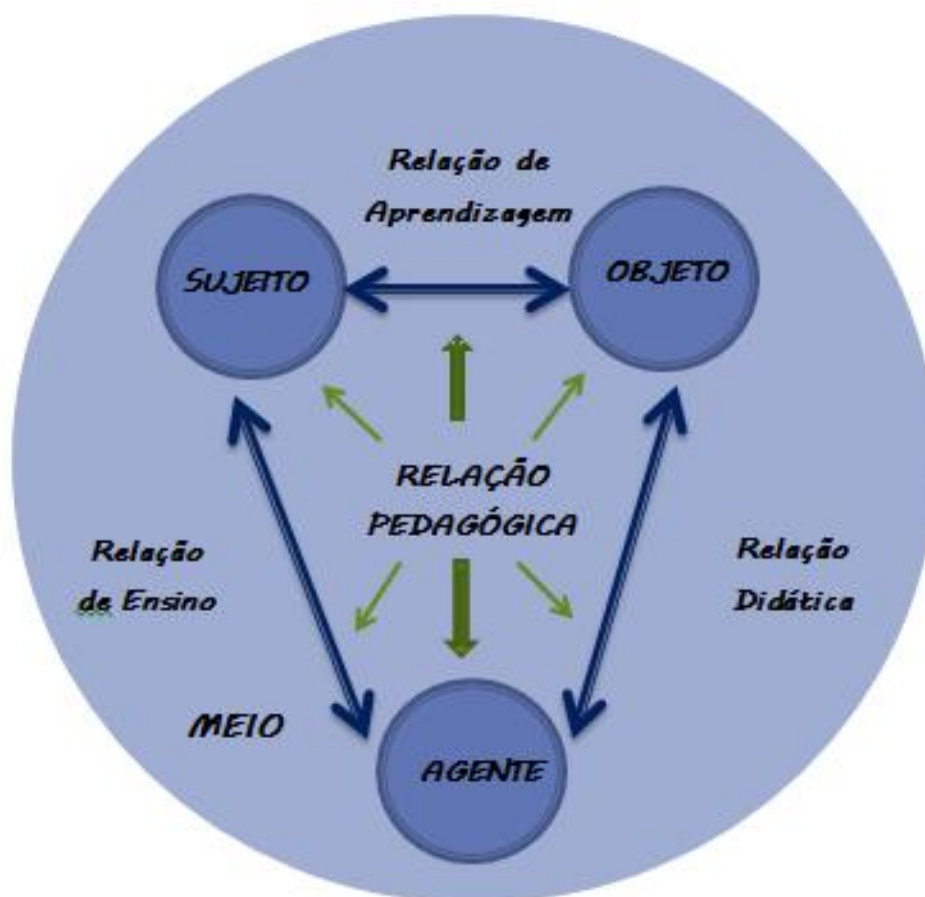 Relação de
Aprendizagem
SUJEITO
OBJETO
RELAÇÃO
PEDAGÓGICA
Relação
de Ensino
Relação
Didática
MEIO
AGENTE